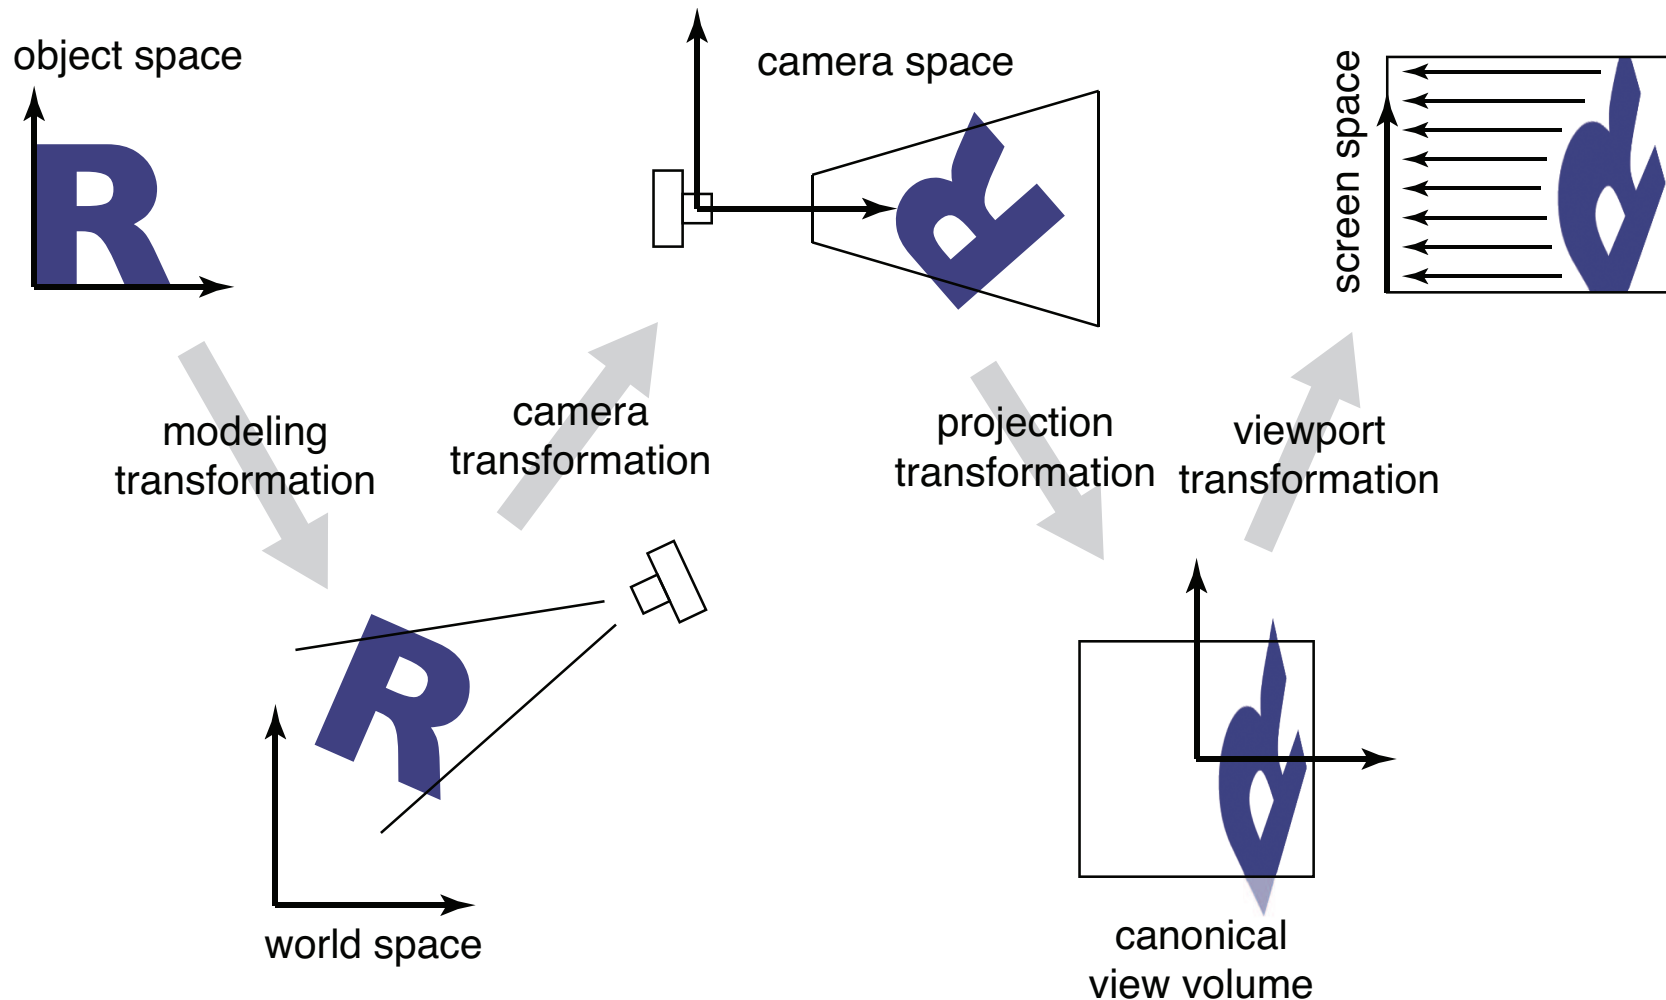 object space
camera space
screen space
modeling
transformation
camera
transformation
projection
transformation
viewport
transformation
world space
canonical
view volume
R
R
R
R
R